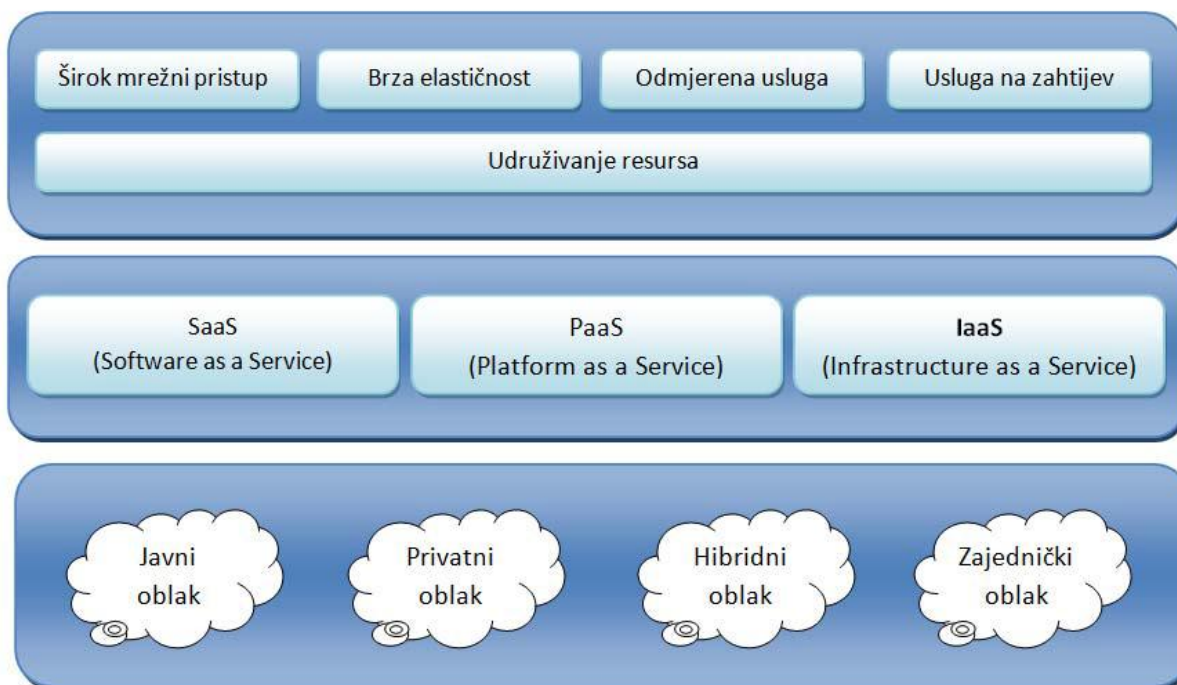 Širok mrežni pristup
Brza elastičnost
Odmjerena usluga
Usluga na zahtijev
Udruživanje resursa
SaaS
(Software as a Service)
PaaS
(Platform as a Service)
IaaS
(Infrastructure as a Service)
Javni
oblak
Privatni
oblak
Hibridni
oblak
Zajednički
oblak